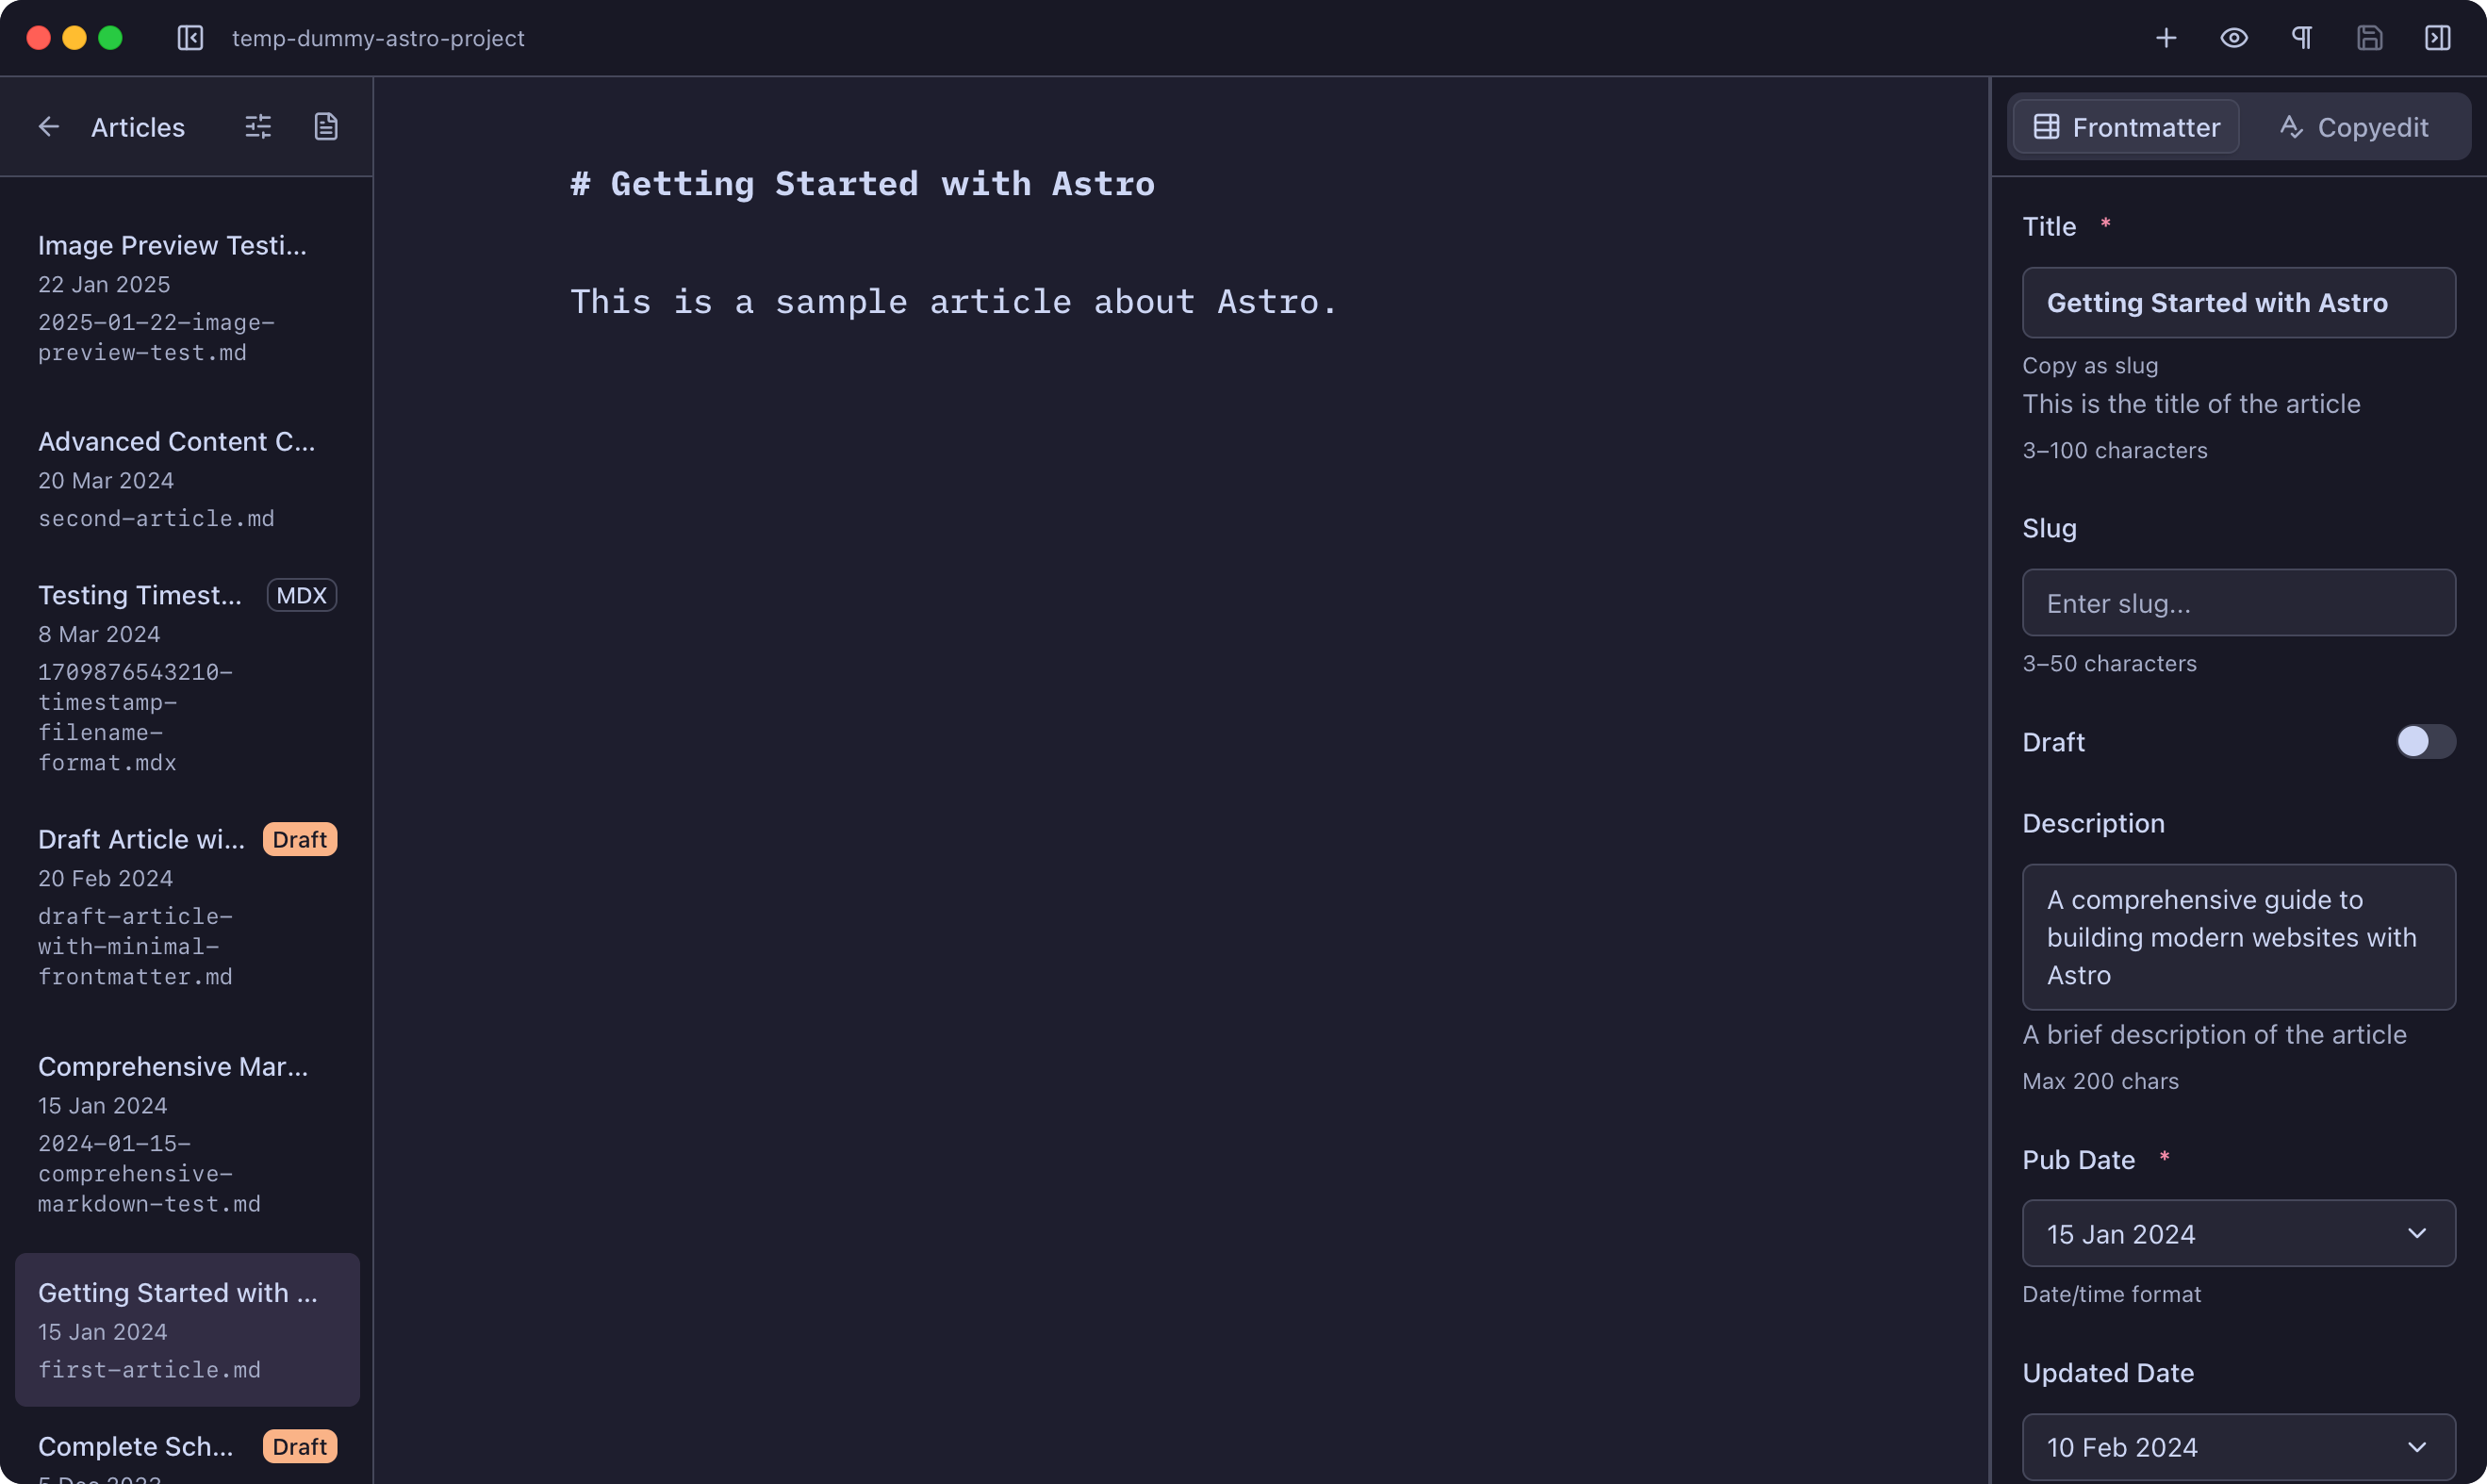 temp-dummy-astro-project
Articles
Image Preview Testi...
22 Jan 2025
2025-01-22-image-
preview-test.md
Advanced Content C...
20 Mar 2024
second-article.md
Testing Timest...
MDX
8 Mar 2024
1709876543210-
timestamp-
filename-
format.mdx
Draft Article wi...
Draft
20 Feb 2024
draft-article-
with-minimal-
frontmatter.md
Comprehensive Mar...
15 Jan 2024
2024-01-15-
comprehensive-
markdown-test.md
Getting Started with ...
15 Jan 2024
first-article.md
Complete Sch...
Draft
5 Dec 2023
# Getting Started with Astro
This is a sample article about Astro.
Frontmatter
Copyedit
Title *
Getting Started with Astro
Copy as slug
This is the title of the article
3–100 characters
Slug
Enter slug...
3–50 characters
Draft
Description
A comprehensive guide to
building modern websites with
Astro
A brief description of the article
Max 200 chars
Pub Date *
15 Jan 2024
Date/time format
Updated Date
10 Feb 2024